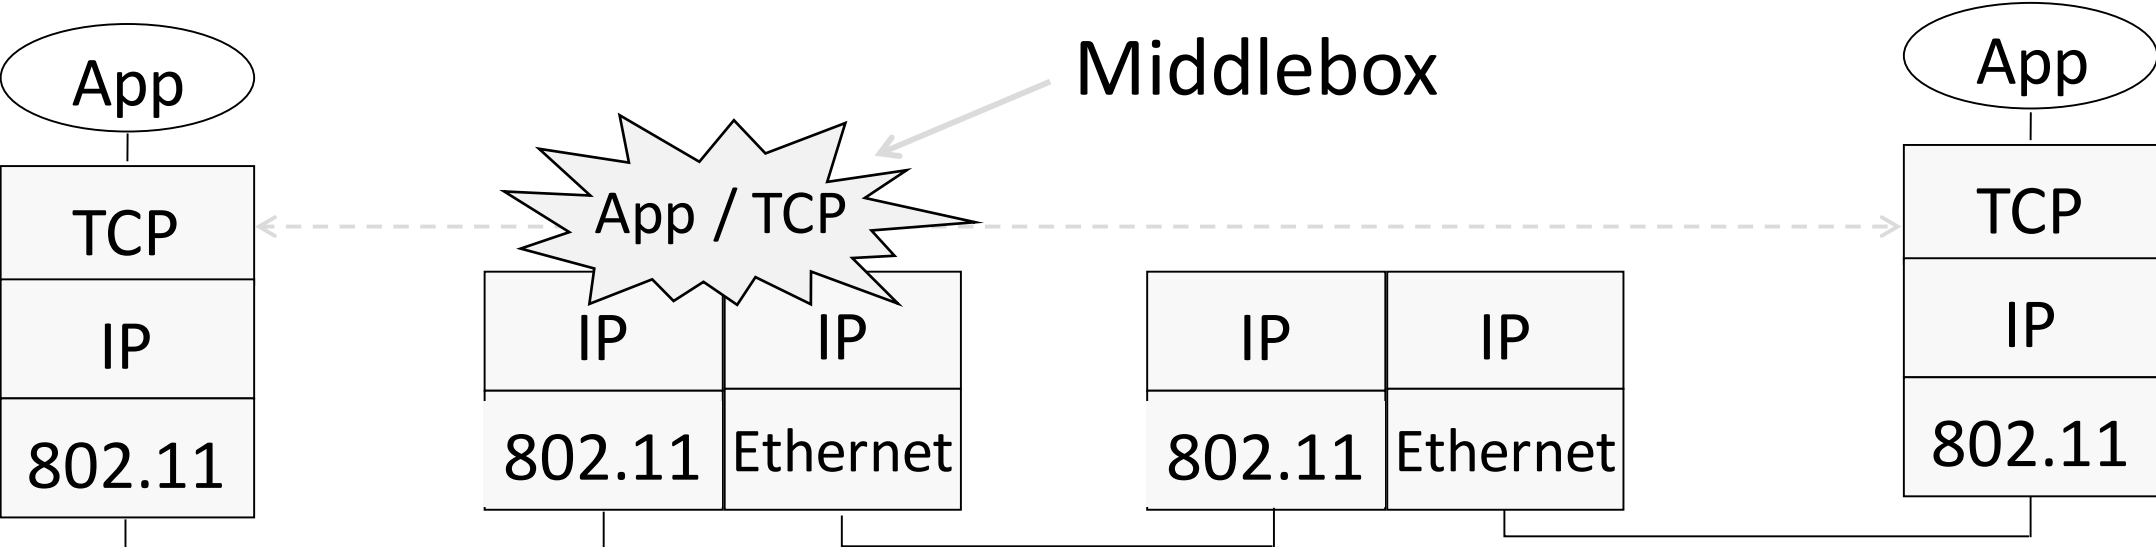 App
Middlebox
App
TCP
App / TCP
TCP
IP
IP
IP
IP
IP
IP
802.11
802.11
Ethernet
802.11
Ethernet
802.11